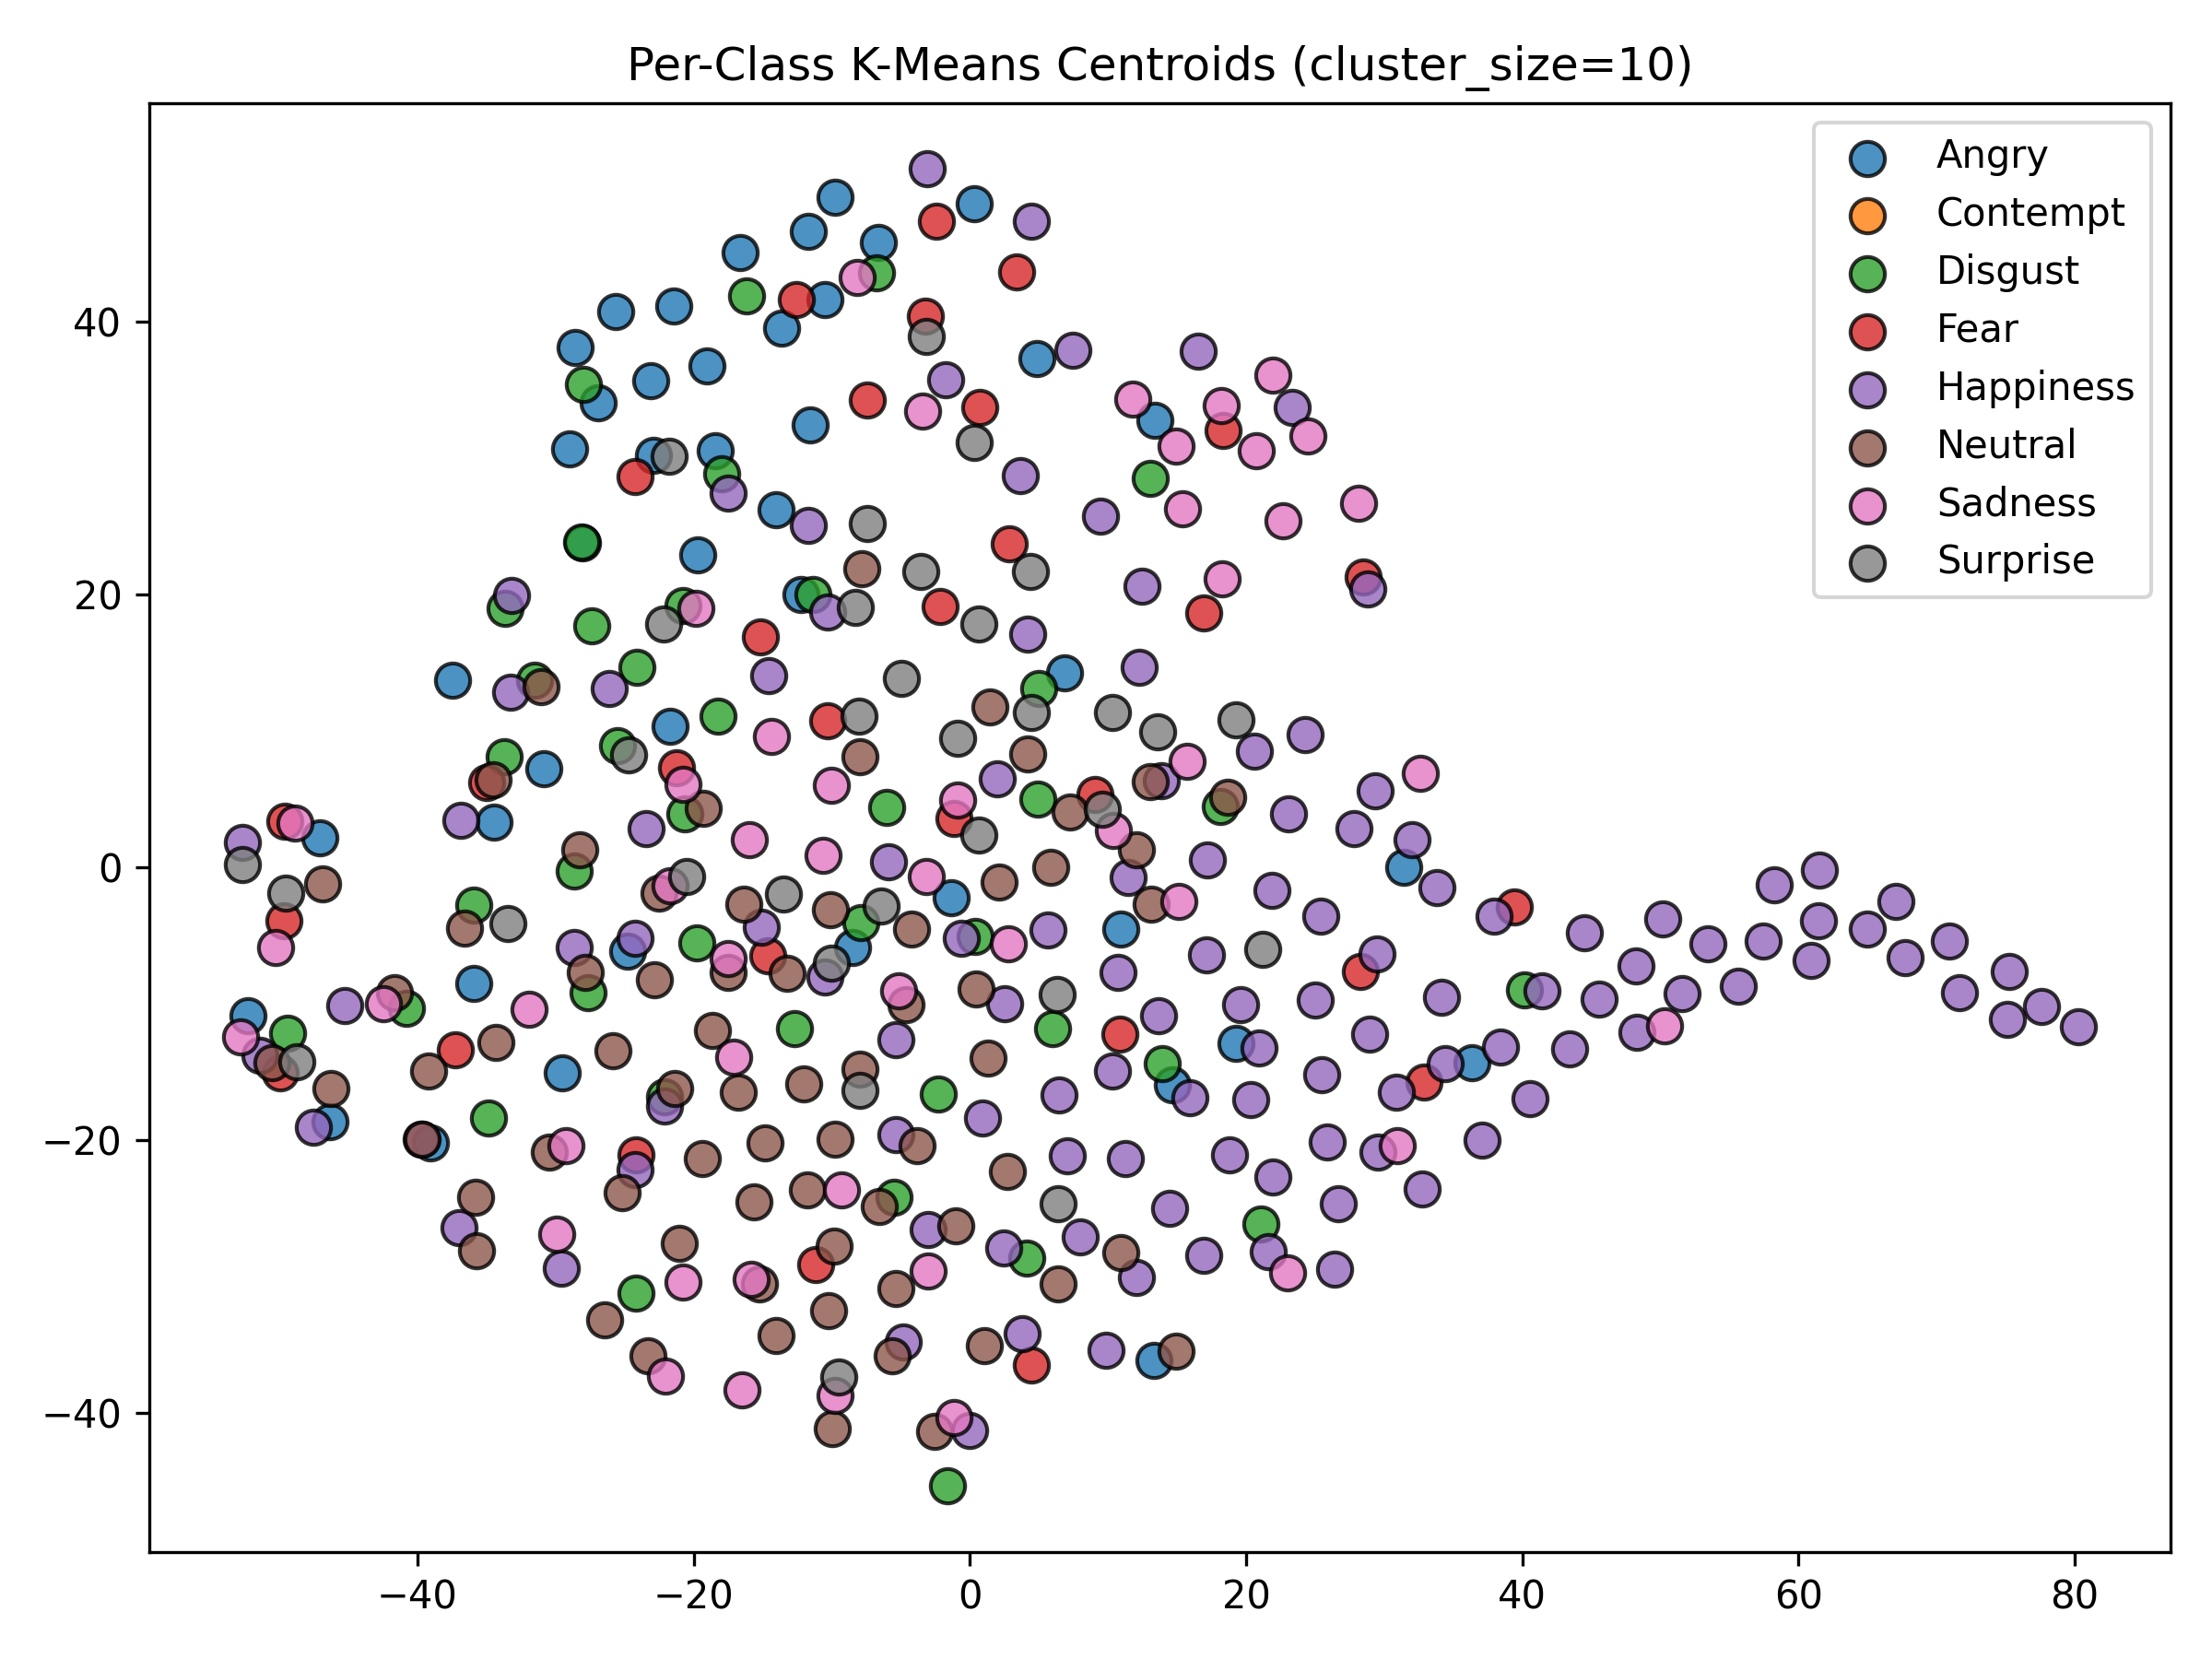 Per-Class K-Means Centroids (cluster_size=10)
Angry
Contempt
Disgust
Fear
Happiness
Neutral
Sadness
Surprise
40
20
0
−20
−40
−40 −20 0 20 40 60 80